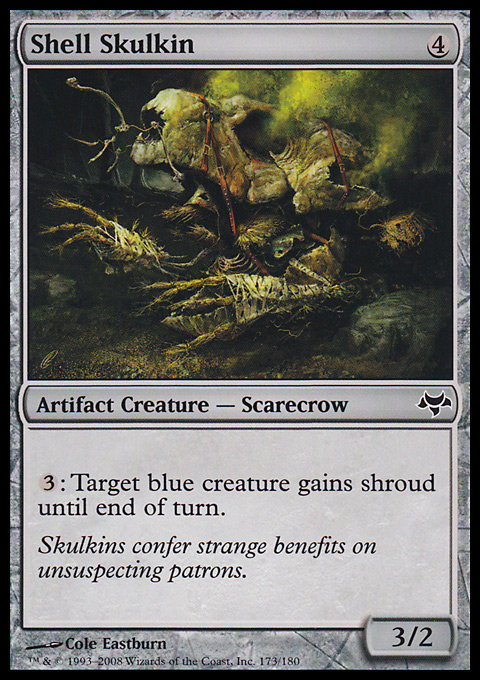 Shell Skulkin 4
Artifact Creature — Scarecrow
3: Target blue creature gains shroud
until end of turn.
Skulkins confer strange benefits on
unsuspecting patrons.
Cole Eastburn
3/2
™ & © 1993–2008 Wizards of the Coast, Inc. 173/180